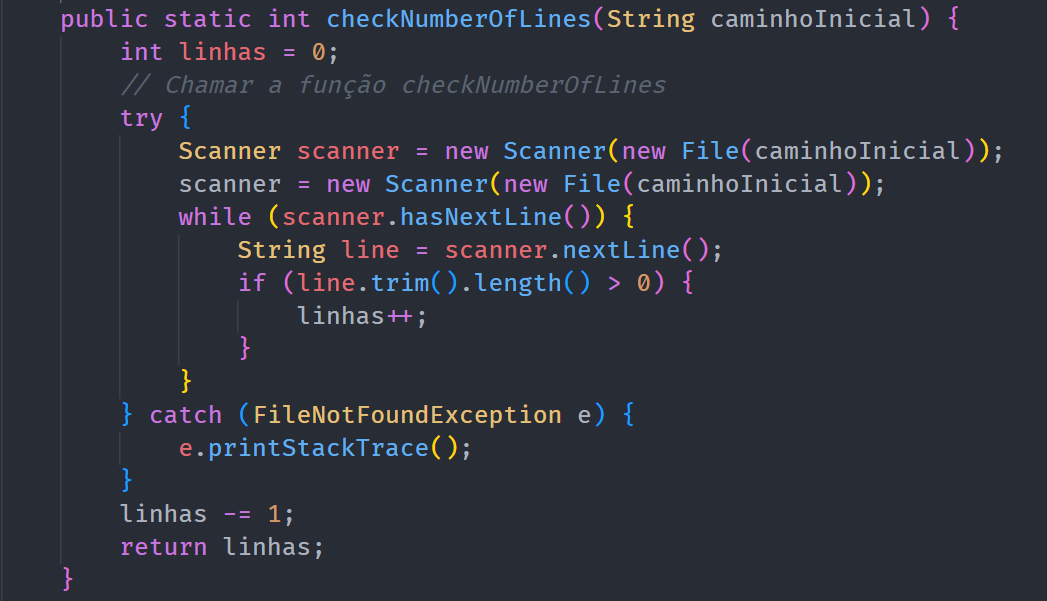 public static int checkNumberOfLines(String caminhoInicial) {
    int linhas = 0;
    // Chamar a função checkNumberOfLines
    try {
        Scanner scanner = new Scanner(new File(caminhoInicial));
        scanner = new Scanner(new File(caminhoInicial));
        while (scanner.hasNextLine()) {
            String line = scanner.nextLine();
            if (line.trim().length() > 0) {
                linhas++;
            }
        }
    } catch (FileNotFoundException e) {
        e.printStackTrace();
    }
    linhas -= 1;
    return linhas;
}